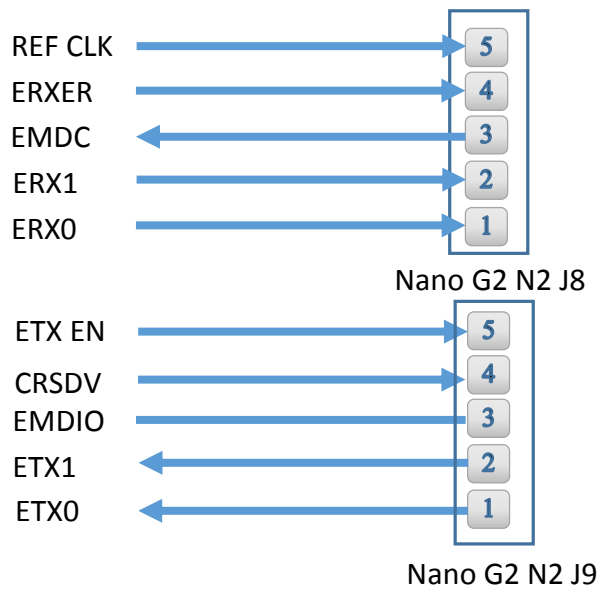 REF CLK 5
ERXER 4
EMDC 3
ERX1 2
ERX0 1
Nano G2 N2 J8
ETX EN 5
CRSDV 4
EMDIO 3
ETX1 2
ETX0 1
Nano G2 N2 J9